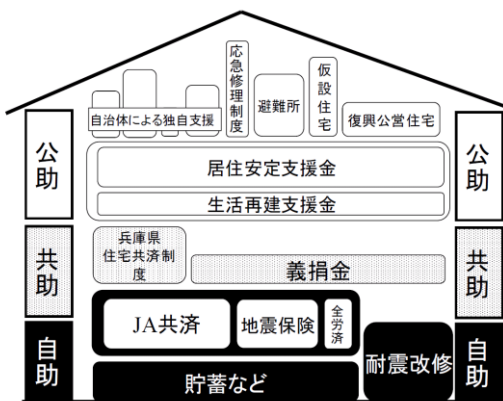 応急修理制度
仮設住宅
避難所
自治体による独自支援
復興公営住宅
公助
公助
居住安定支援金
生活再建支援金
共助
共助
兵庫県
住宅共済制
度
義捐金
自助
自助
JA共済
地震保険
全労済
耐震改修
貯蓄など